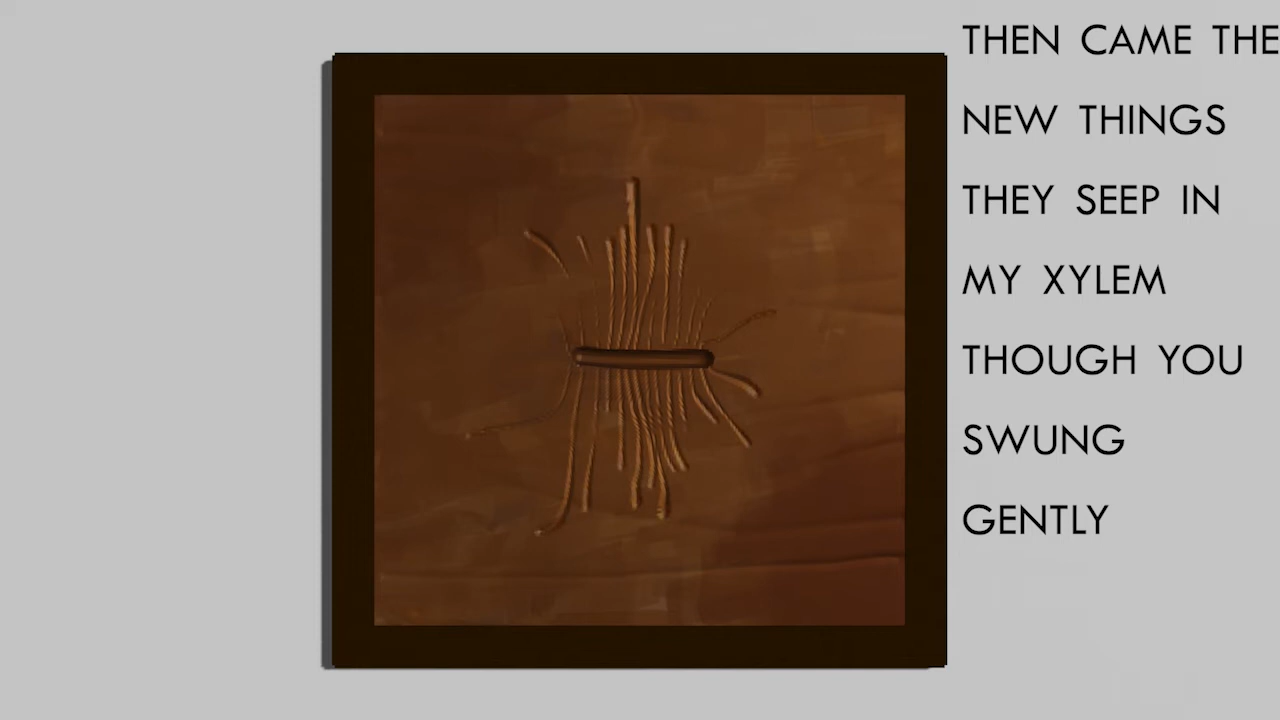 THEN CAME THE
NEW THINGS
THEY SEEP IN
MY XYLEM
THOUGH YOU
SWUNG
GENTLY